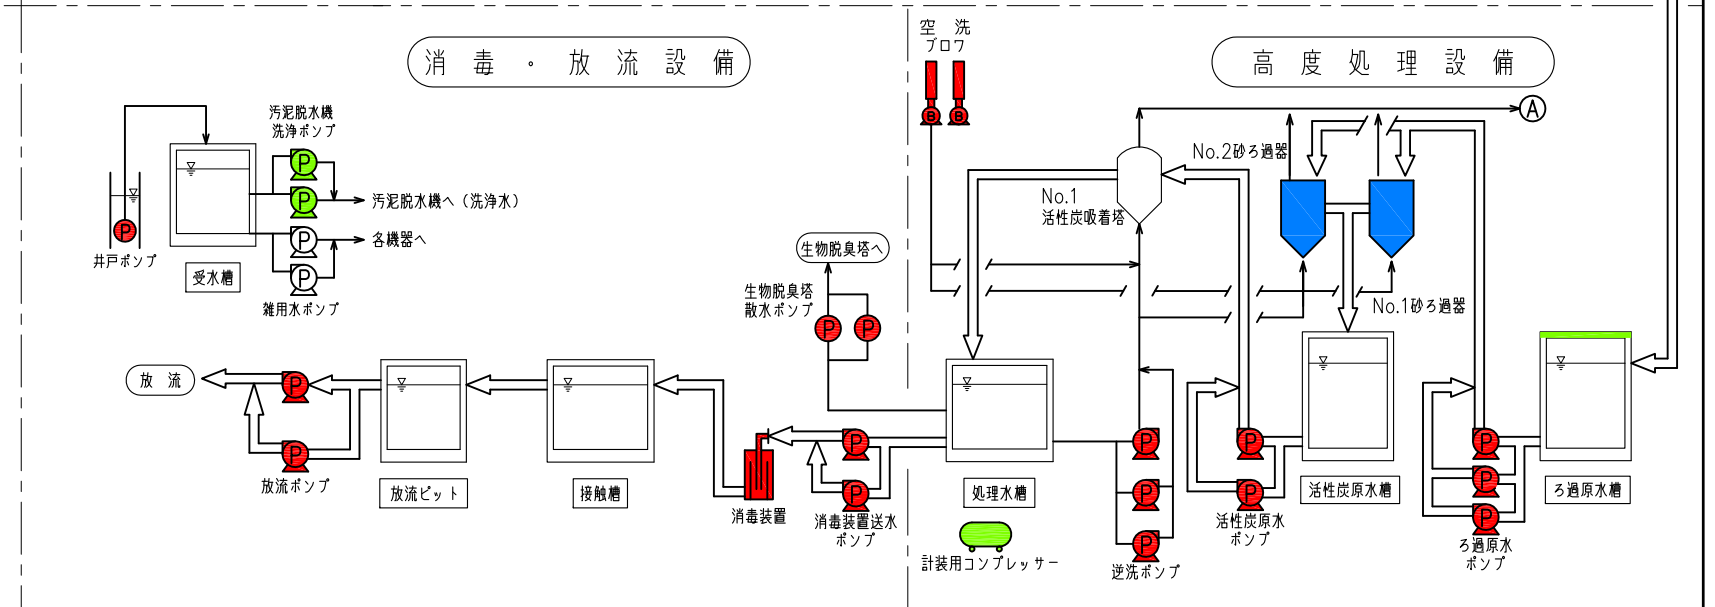 消毒・放流設備
空洗
ブロワ
高度処理設備
汚泥脱水機
洗浄ポンプ
B
B
A
No.2砂ろ過器
P
P
汚泥脱水機へ（洗浄水）
No.1
活性炭吸着塔
P
P
各機器へ
生物脱臭塔へ
井戸ポンプ
受水槽
P
雑用水ポンプ
生物脱臭塔
散水ポンプ
No.1砂ろ過器
P
P
放流
P
P
放流ポンプ
放流ピット
接触槽
消毒装置
P
P
消毒装置送水
ポンプ
処理水槽
計装用コンプレッサー
P
P
P
逆洗ポンプ
P
P
活性炭原水
ポンプ
活性炭原水槽
P
P
P
ろ過原水
ポンプ
ろ過原水槽